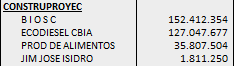 CONSTRUPROYEC
B I O S C 152.412.354
ECODIESEL CBIA 127.047.677
PROD DE ALIMENTOS 35.807.504
JIM JOSE ISIDRO 1.811.250